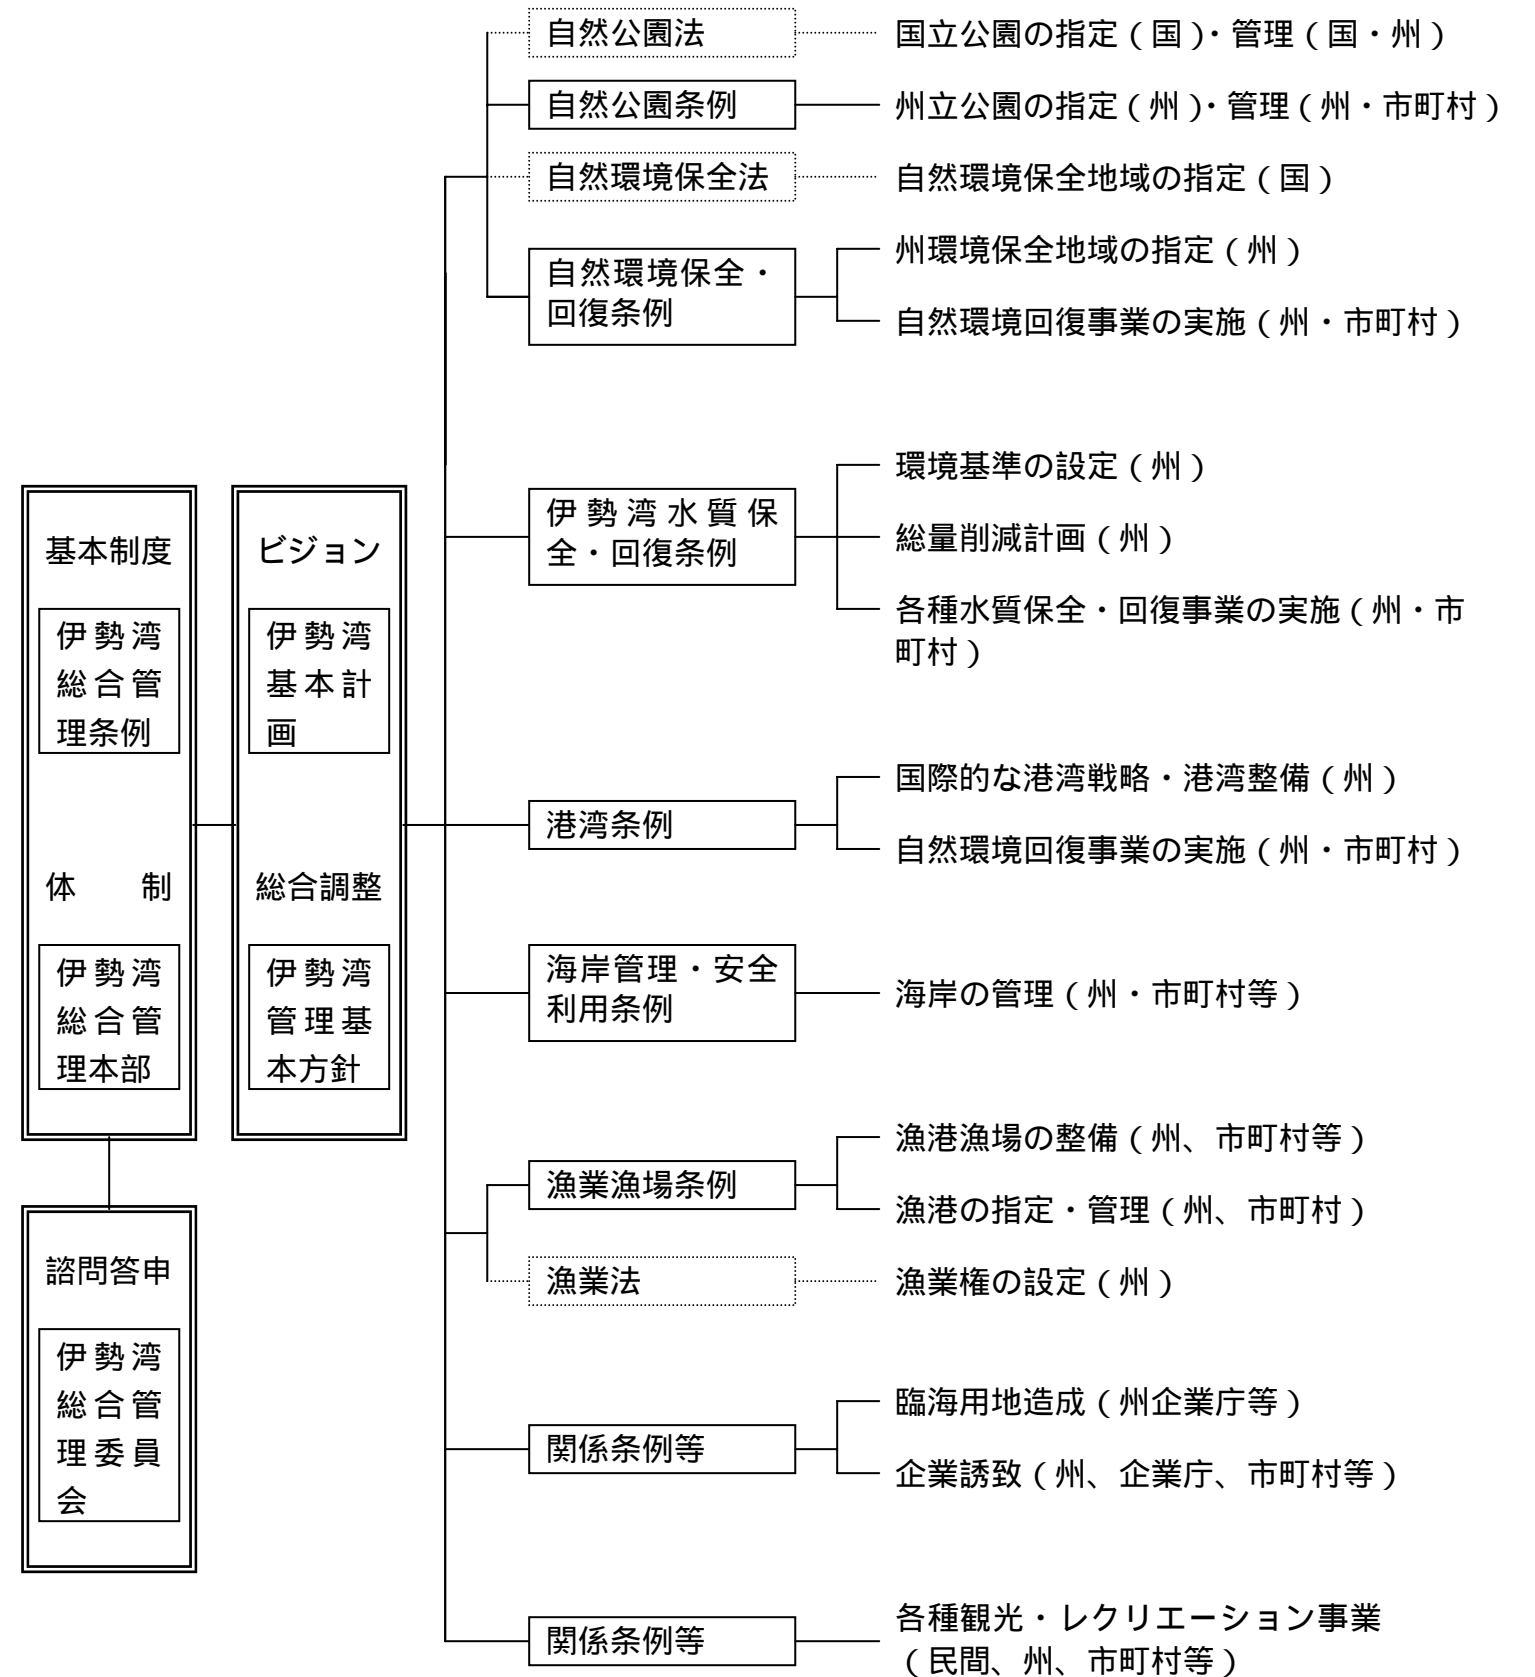 基本制度
伊勢湾
総合管
理条例
体　　制
伊勢湾
総合管
理本部
諮問答申
伊勢湾
総合管
理委員
会
ビジョン
伊勢湾
基本計
画
総合調整
伊勢湾
管理基
本方針
自然公園法
国立公園の指定（国）・管理（国・州）
自然公園条例
州立公園の指定（州）・管理（州・市町村）
自然環境保全法
自然環境保全地域の指定（国）
自然環境保全・
回復条例
州環境保全地域の指定（州）
自然環境回復事業の実施（州・市町村）
伊勢湾水質保
全・回復条例
環境基準の設定（州）
総量削減計画（州）
各種水質保全・回復事業の実施（州・市
町村）
港湾条例
国際的な港湾戦略・港湾整備（州）
自然環境回復事業の実施（州・市町村）
海岸管理・安全
利用条例
海岸の管理（州・市町村等）
漁業漁場条例
漁港漁場の整備（州、市町村等）
漁港の指定・管理（州、市町村）
漁業法
漁業権の設定（州）
関係条例等
臨海用地造成（州企業庁等）
企業誘致（州、企業庁、市町村等）
関係条例等
各種観光・レクリエーション事業
（民間、州、市町村等）